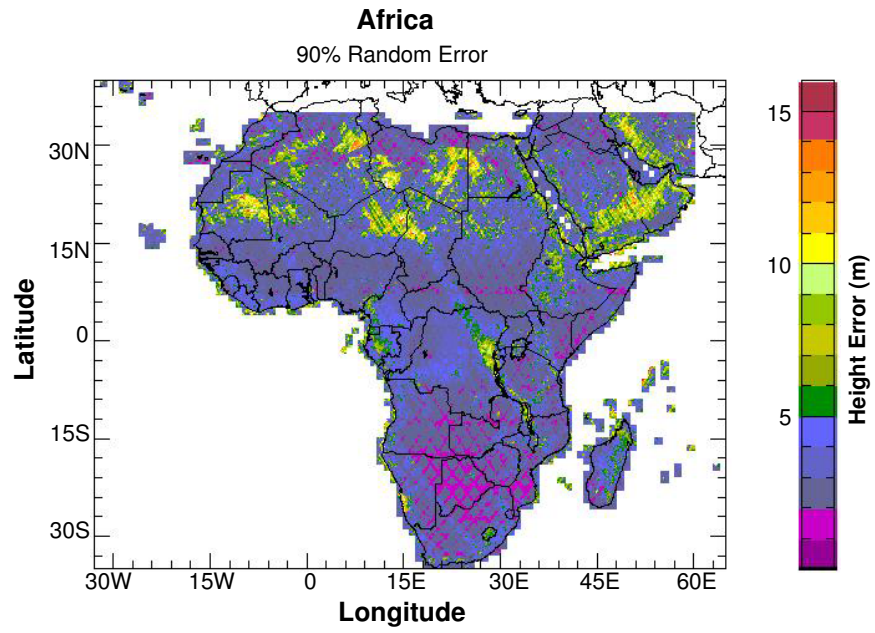 Africa
90% Random Error
30N
15N
0
15S
30S
Latitude
30W
15W
0
15E
30E
45E
60E
Longitude
15
10
5
Height Error (m)